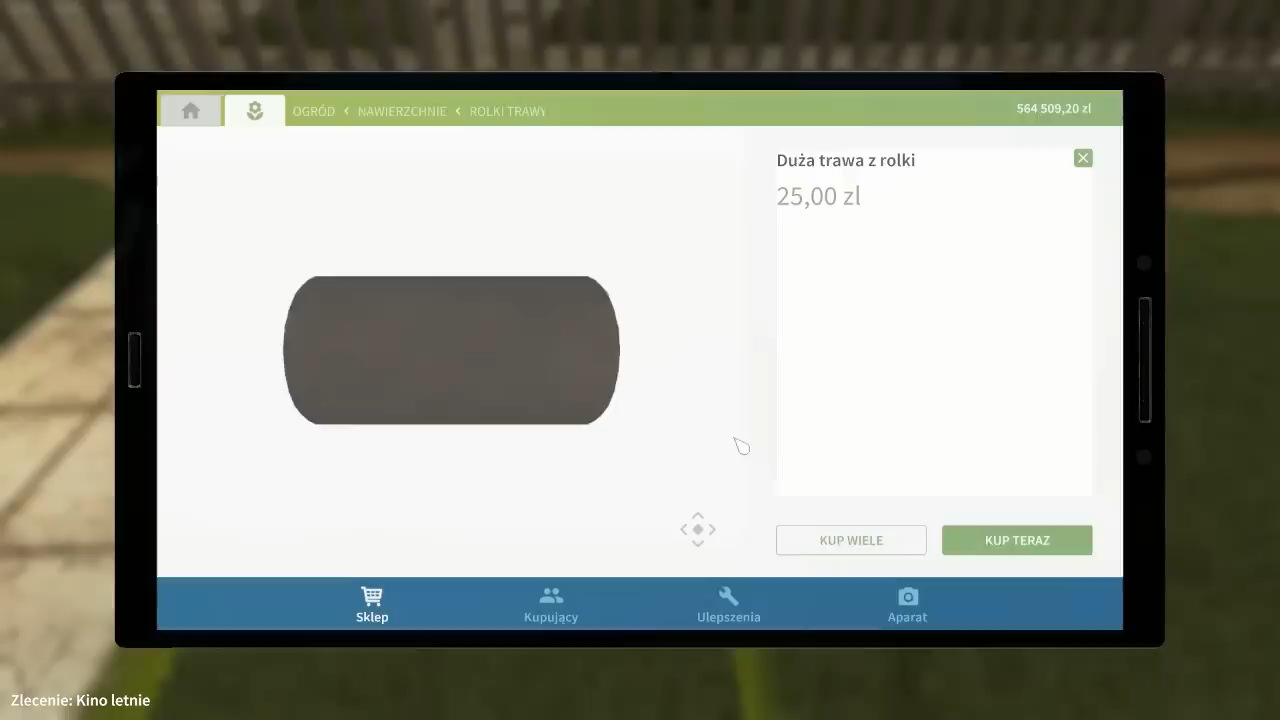 OGRÓD < NAWIERZCHNIE < ROLKI TRAWY
564 509,20 zl
Duża trawa z rolki
25,00 zl
KUP WIELE
KUP TERAZ
Sklep
Kupujący
Ulepszenia
Aparat
Zlecenie: Kino letnie